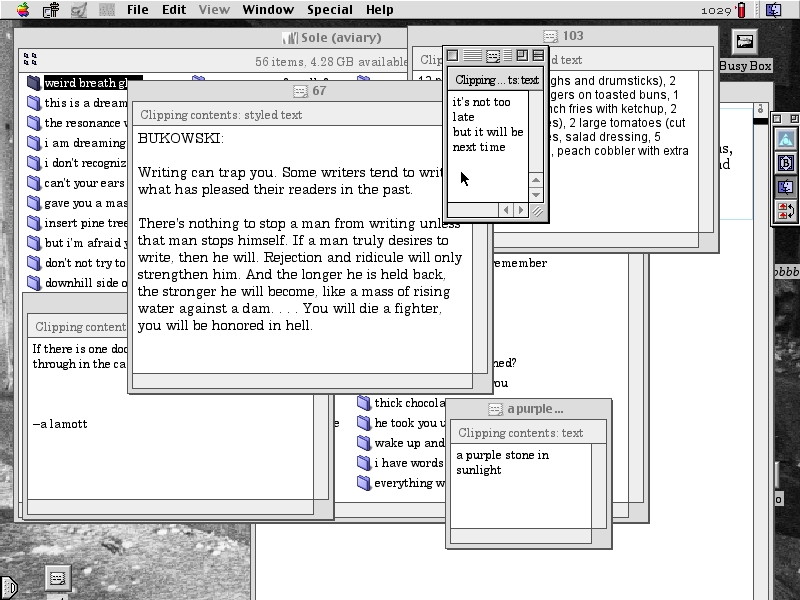 File Edit View Window Special Help
1029
Sole (aviary)
56 items, 4.28 GB available
weird breath
this is a dream
the resonance
i am dreaming
i don't recogniz
can't your ears
gave you a mas
insert pine tree
but i'm afraid y
don't not try to
downhill side o
67
Clipping contents: styled text
BUKOWSKI:
Writing can trap you. Some writers tend to writ
what has pleased their readers in the past.
There's nothing to stop a man from writing unless
that man stops himself. If a man truly desires to
write, then he will. Rejection and ridicule will only
strengthen him. And the longer he is held back,
the stronger he will become, like a mass of rising
water against a dam. . . . You will die a fighter,
you will be honored in hell.
103
d text
ghs and drumsticks), 2
gers on toasted buns, 1
nch fries with ketchup, 2
es), 2 large tomatoes (cut
es, salad dressing, 5
, peach cobbler with extra
Clipping ... ts: text
it's not too
late
but it will be
next time
Busy Box
remember
ned?
ou
thick chocola
he took you u
wake up and
i have words
everything w
Clipping content
If there is one doo
through in the ca
—a lamott
a purple ...
Clipping contents: text
a purple stone in
sunlight